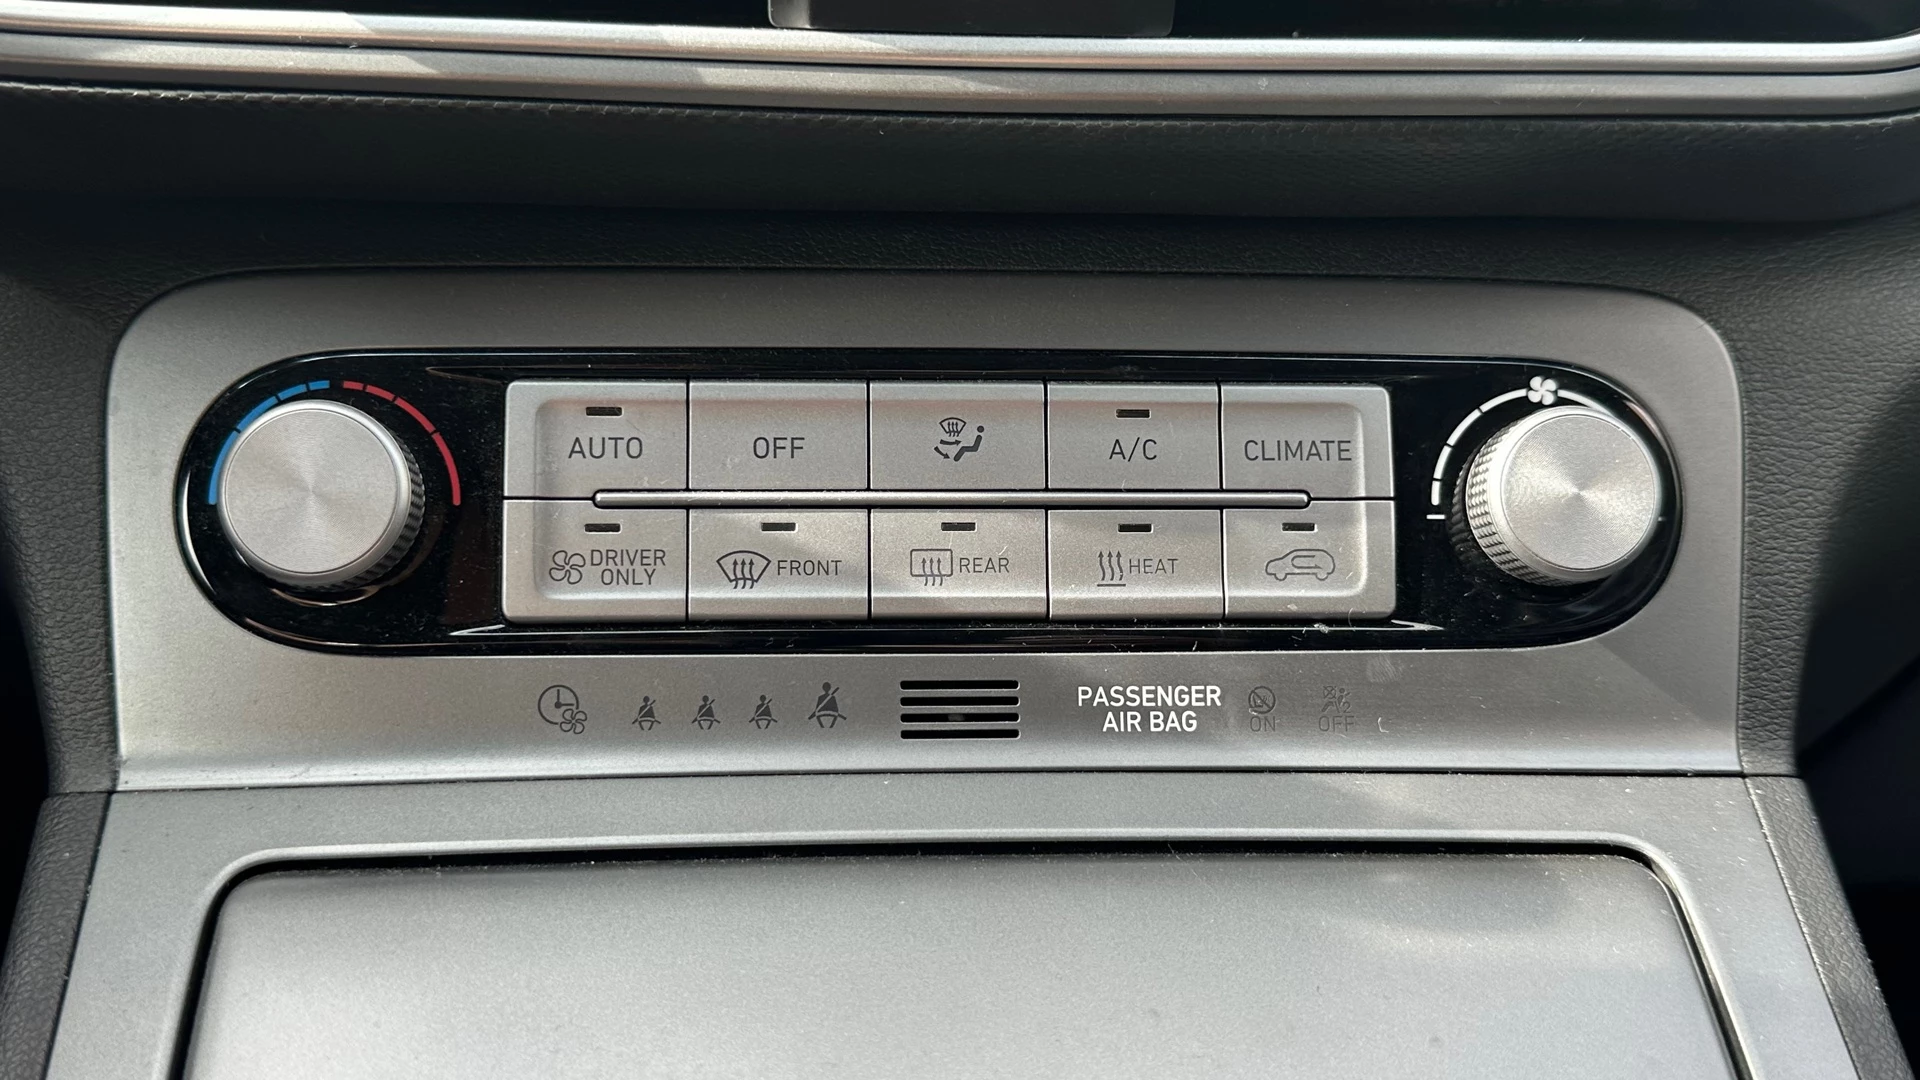 AUTO
OFF
A/C
CLIMATE
DRIVER
ONLY
FRONT
REAR
HEAT
PASSENGER
AIR BAG
ON
OFF